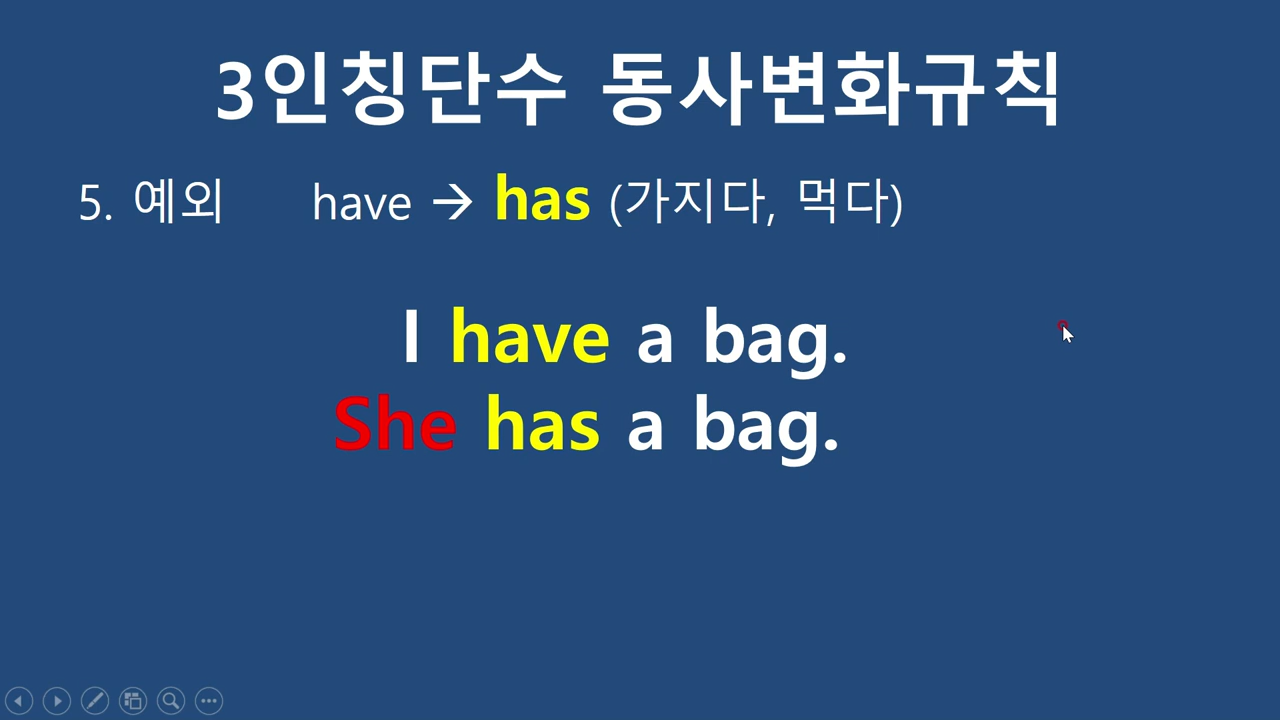 3인칭단수 동사변화규칙
5. 예외 have → has (가지다, 먹다)
I have a bag.
She has a bag.